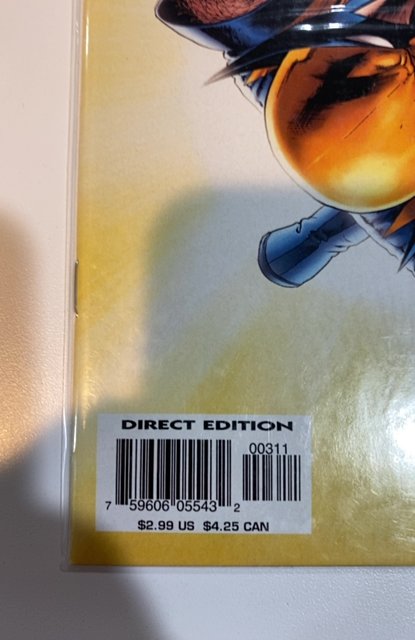 DIRECT EDITION
00311
7 59606 05543 2
$2.99 US $4.25 CAN